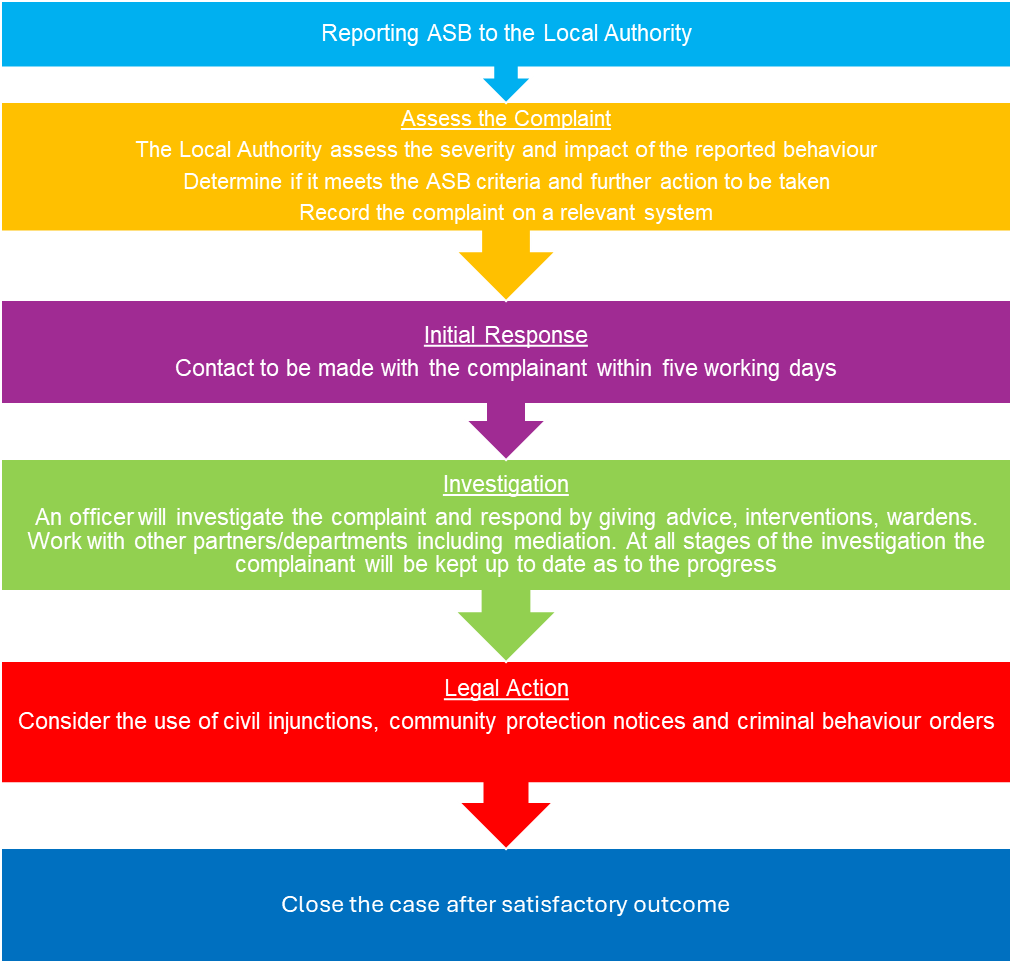 Reporting ASB to the Local Authority
Assess the Complaint
The Local Authority assess the severity and impact of the reported behaviour
Determine if it meets the ASB criteria and further action to be taken
Record the complaint on a relevant system
Initial Response
Contact to be made with the complainant within five working days
Investigation
An officer will investigate the complaint and respond by giving advice, interventions, wardens.
Work with other partners/departments including mediation. At all stages of the investigation the
complainant will be kept up to date as to the progress
Legal Action
Consider the use of civil injunctions, community protection notices and criminal behaviour orders
Close the case after satisfactory outcome